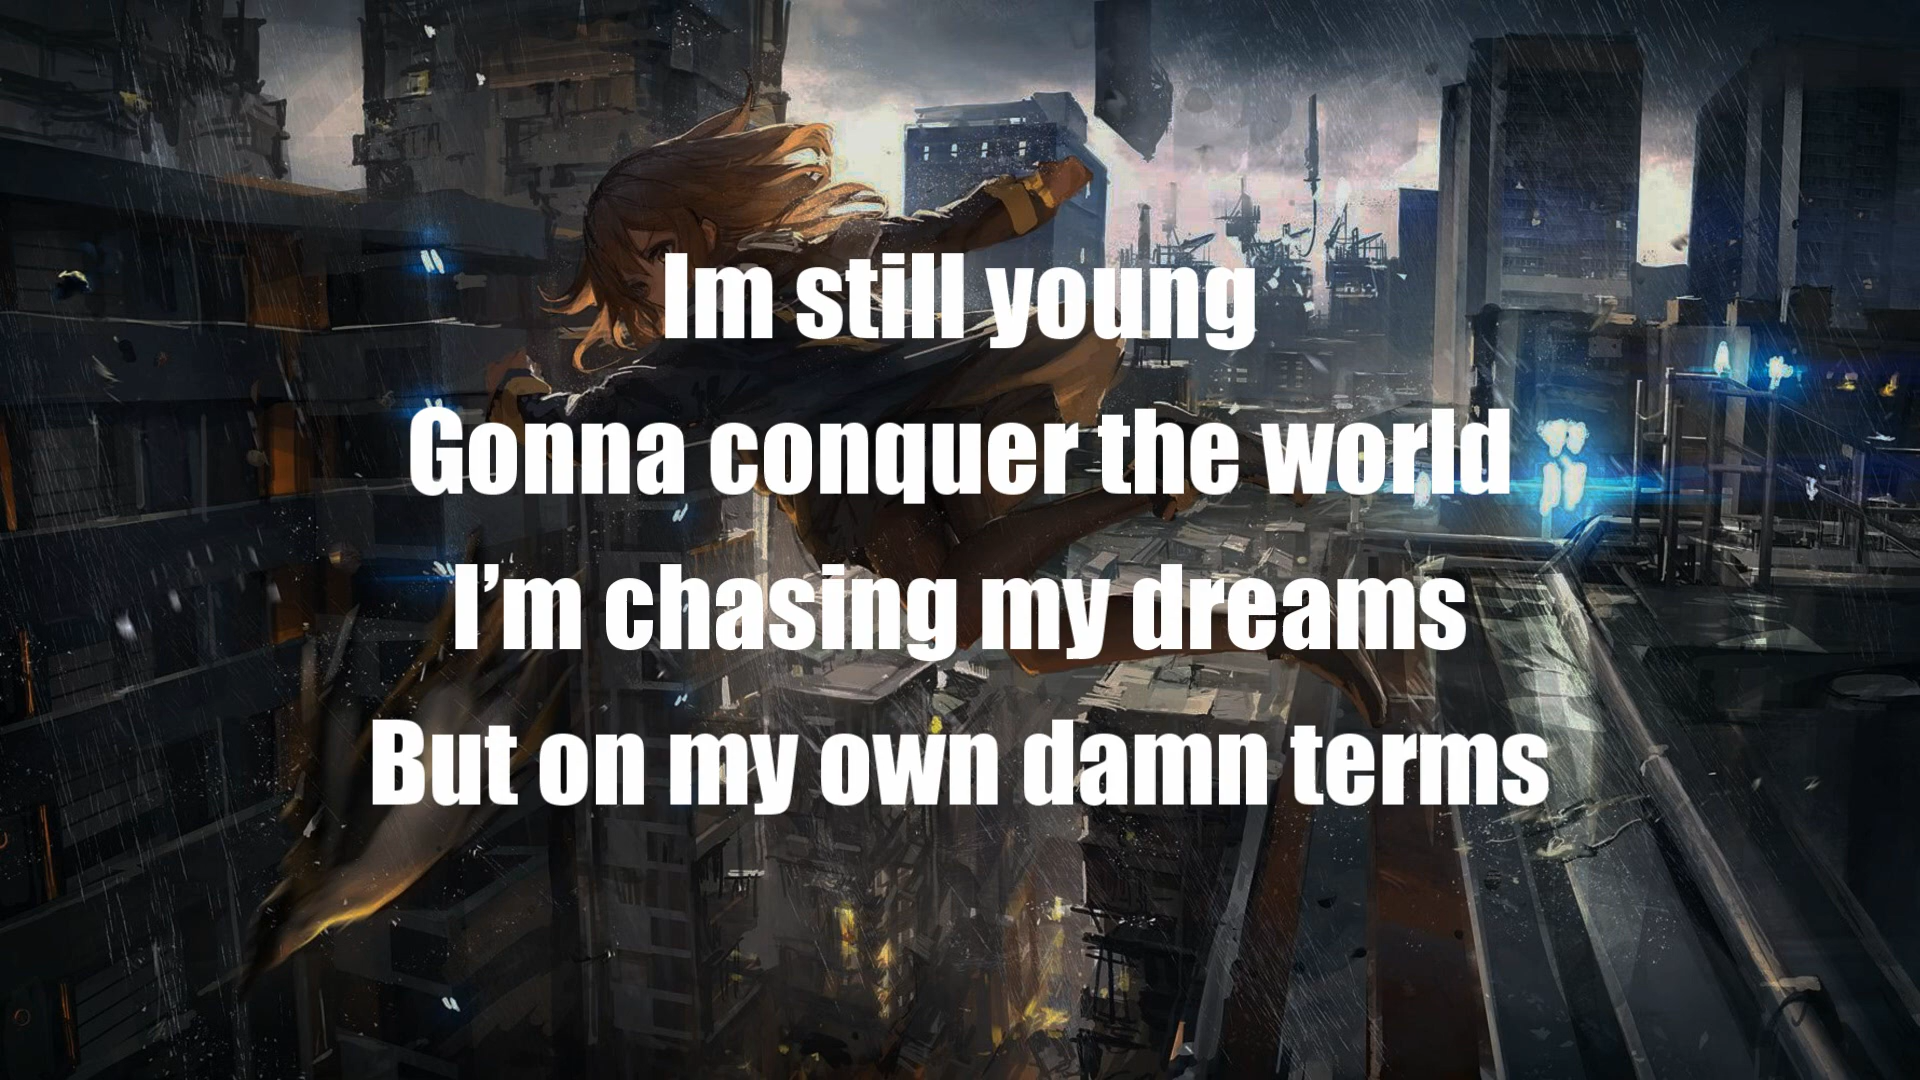 Im still young
Gonna conquer the world
I’m chasing my dreams
But on my own damn terms